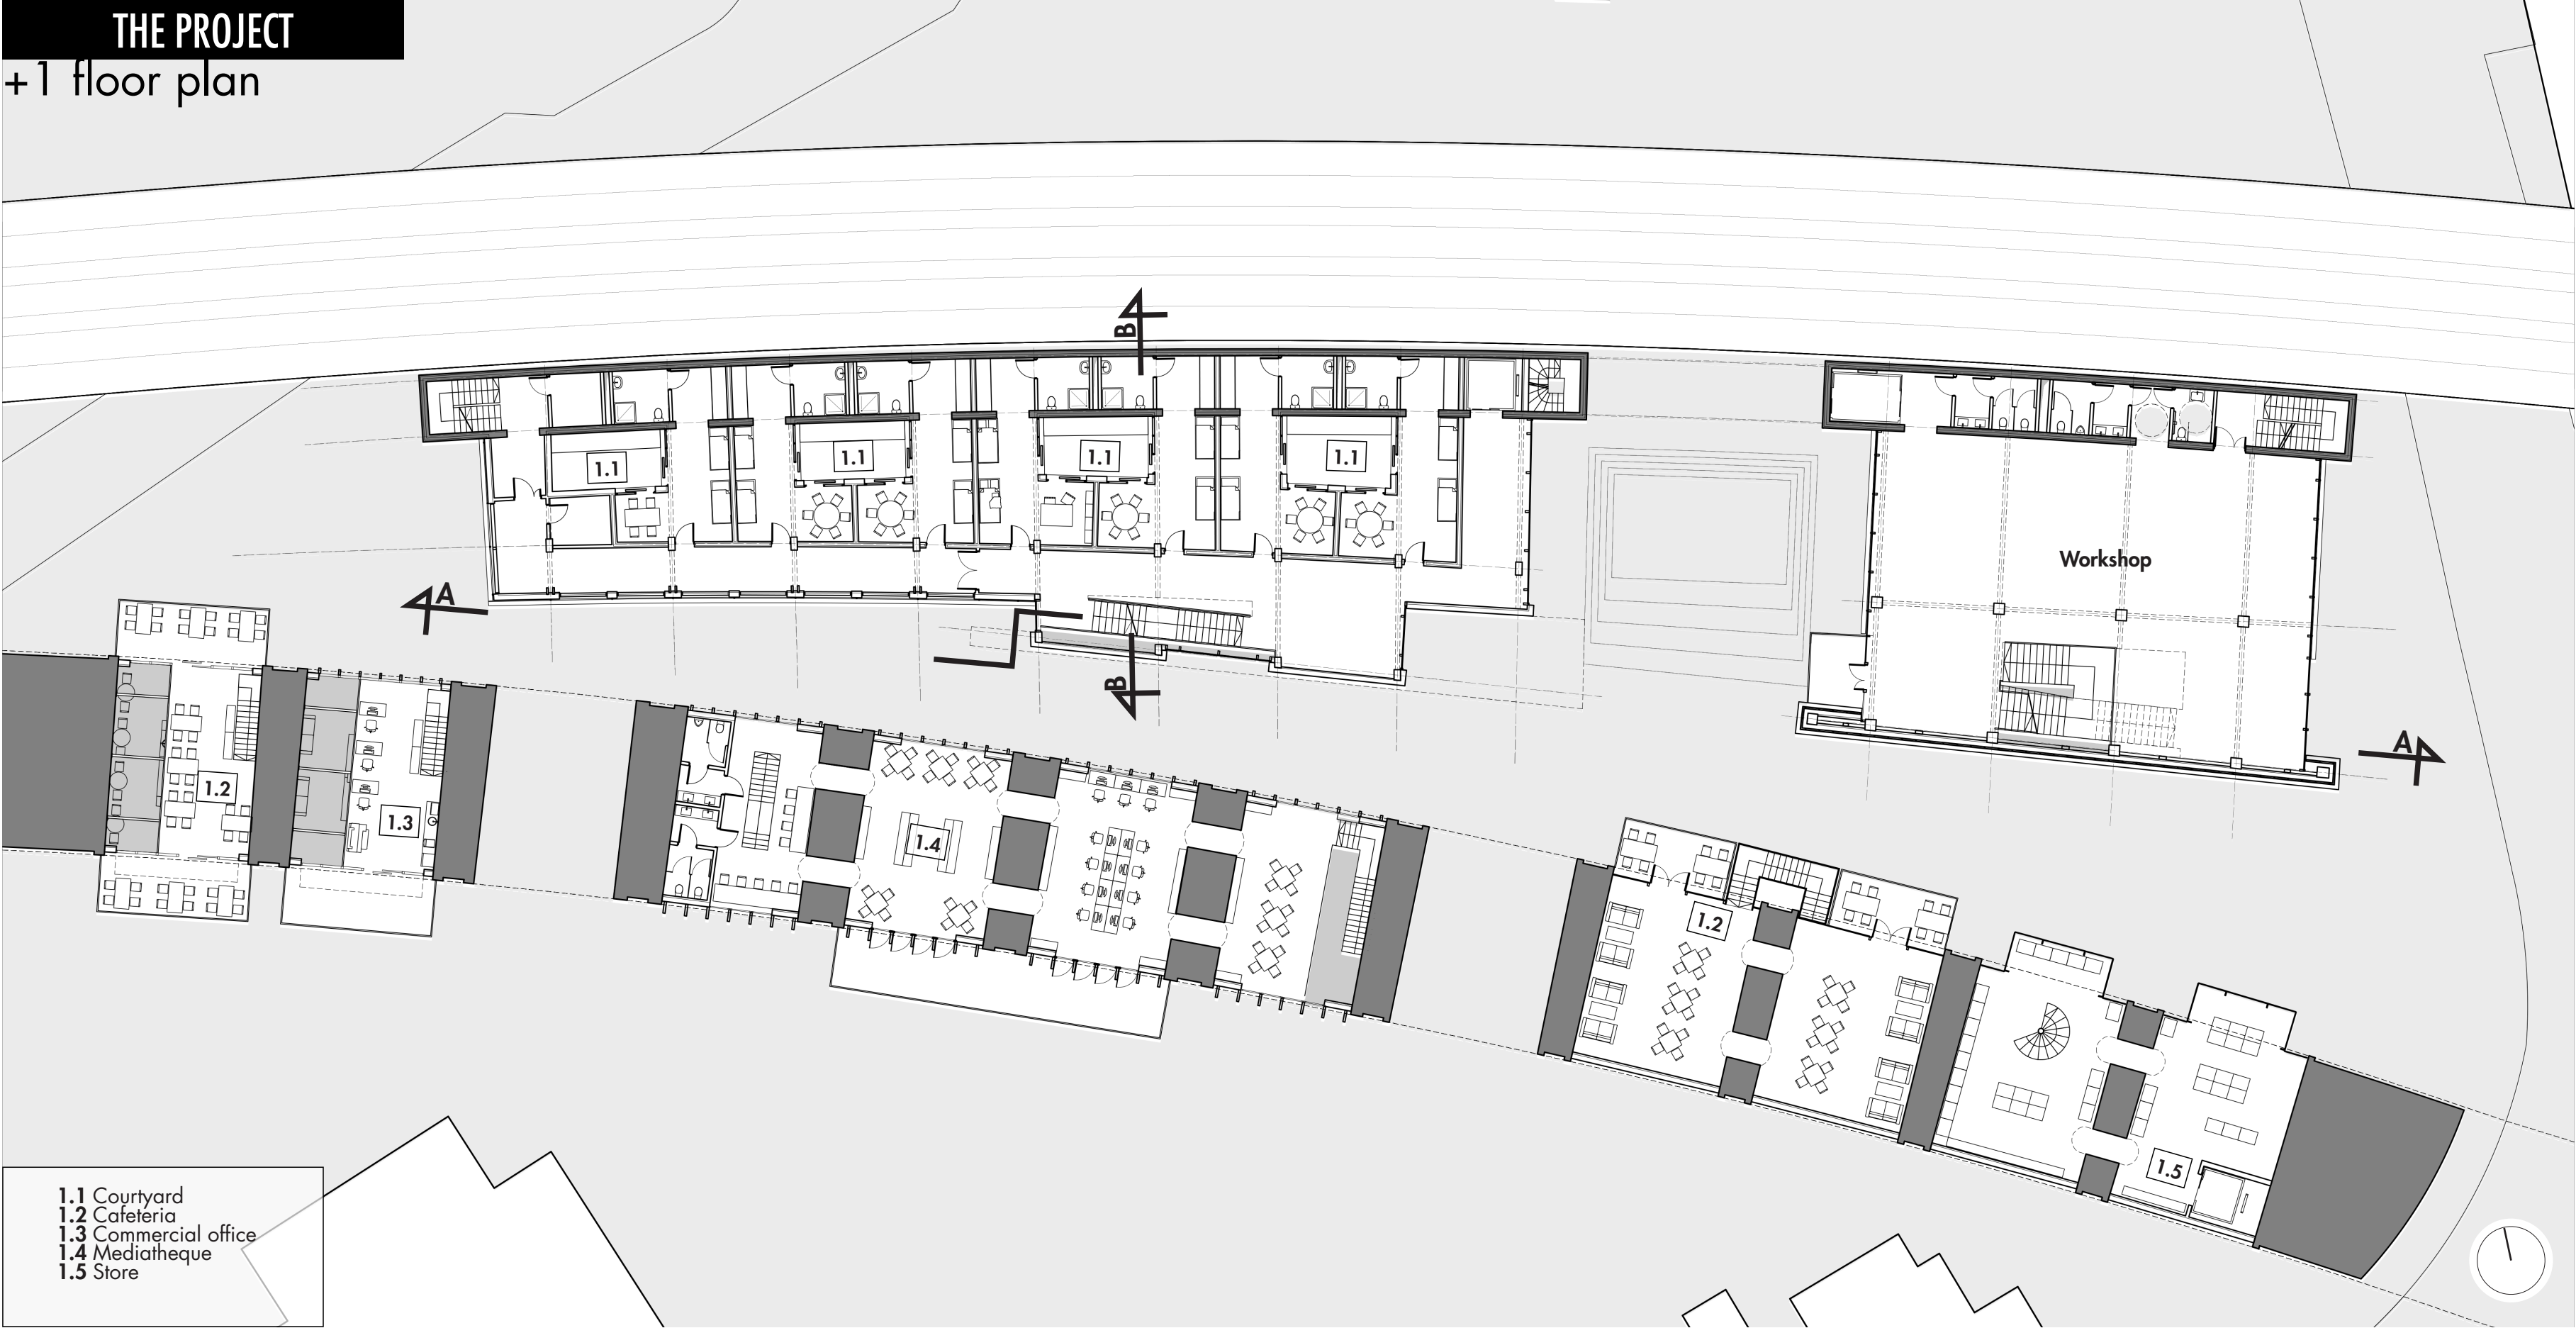 THE PROJECT
+1 floor plan
B
1.1
1.1
1.1
1.1
Workshop
A
B
A
1.2
1.3
1.4
1.2
1.5
1.1 Courtyard
1.2 Cafeteria
1.3 Commercial office
1.4 Mediatheque
1.5 Store